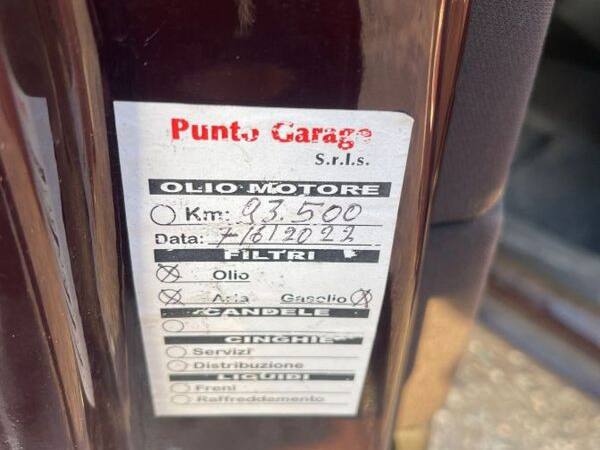 Punto Garage
S.r.l.s.
OLIO MOTORE
Km: 93.500
Data: 7/6/2022
FILTRI
Olio
Aria Gasolio
CANDELE
CINGHIE
Servizi
Distribuzione
LIQUIDI
Freni
Raffreddamento